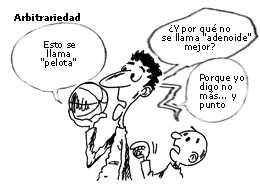 Arbitrariedad
Esto se
llama
"pelota"
¿Y por qué no
se llama "adenoide"
mejor?
Porque yo
digo no
más... y
punto